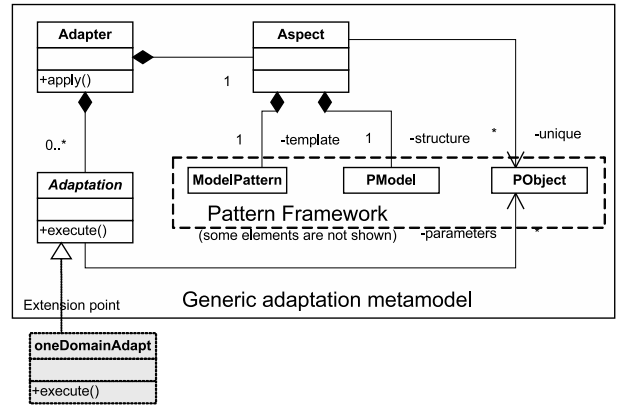 Adapter
Aspect
+apply()
1
0..*
1
-template
1
-structure
*
-unique
Adaptation
ModelPattern
PModel
PObject
+execute()
Pattern Framework
(some elements are not shown)
-parameters
*
Generic adaptation metamodel
Extension point
oneDomainAdapt
+execute()